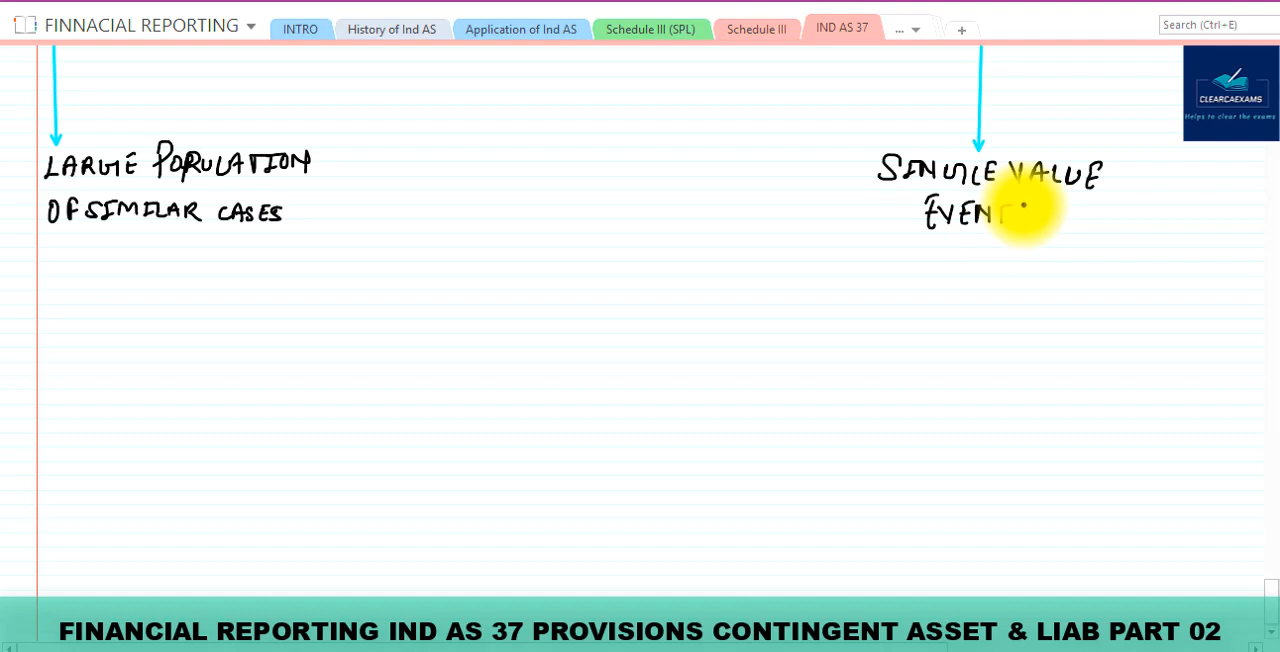 FINNACIAL REPORTING
INTRO
History of Ind AS
Application of Ind AS
Schedule III (SPL)
Schedule III
IND AS 37
...
+
Search (Ctrl+E)
CLEARCAEXAMS
Helps to clear the exams
LARGE POPULATION
OF SIMILAR CASES
SINGLE VALUE
EVENT
FINANCIAL REPORTING IND AS 37 PROVISIONS CONTINGENT ASSET & LIAB PART 02